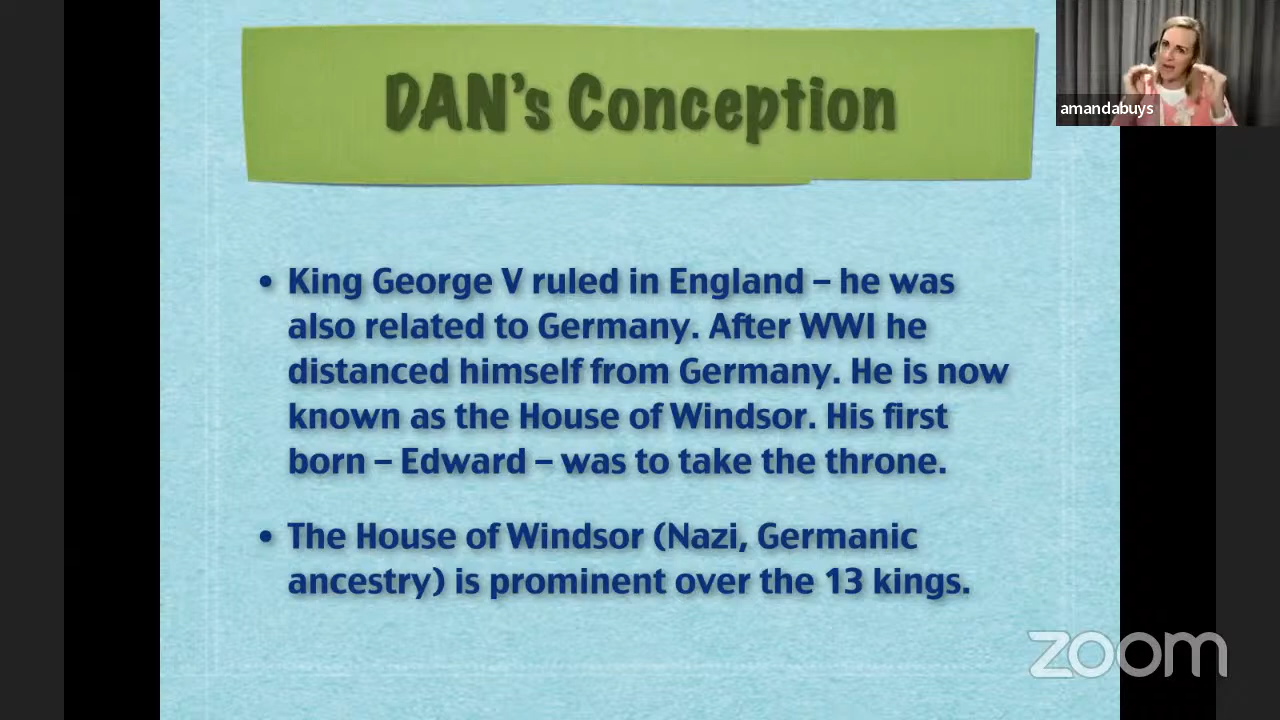 DAN's Conception
amandabuys
• King George V ruled in England – he was
also related to Germany. After WWI he
distanced himself from Germany. He is now
known as the House of Windsor. His first
born – Edward – was to take the throne.
• The House of Windsor (Nazi, Germanic
ancestry) is prominent over the 13 kings.
zoom